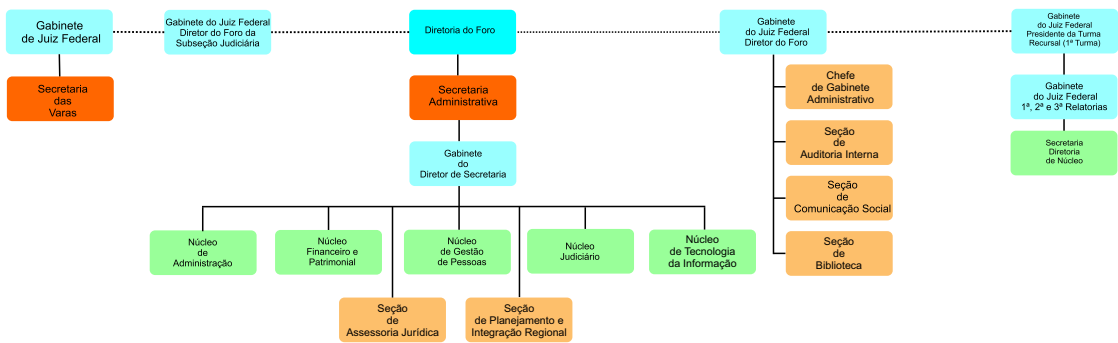 Gabinete
de Juiz Federal
Gabinete do Juiz Federal
Diretor do Foro da
Subseção Judiciária
Diretoria do Foro
Gabinete
do Juiz Federal
Diretor do Foro
Gabinete
do Juiz Federal
Presidente da Turma
Recursal (1ª Turma)
Secretaria
das
Varas
Secretaria
Administrativa
Chefe
de Gabinete
Administrativo
Gabinete
do Juiz Federal
1ª, 2ª e 3ª Relatorias
Seção
de
Auditoria Interna
Secretaria
Diretoria
de Núcleo
Gabinete
do
Diretor de Secretaria
Seção
de
Comunicação Social
Núcleo
de
Administração
Núcleo
Financeiro e
Patrimonial
Núcleo
de Gestão
de Pessoas
Núcleo
Judiciário
Núcleo
de Tecnologia
da Informação
Seção
de
Biblioteca
Seção
de
Assessoria Jurídica
Seção
de Planejamento e
Integração Regional